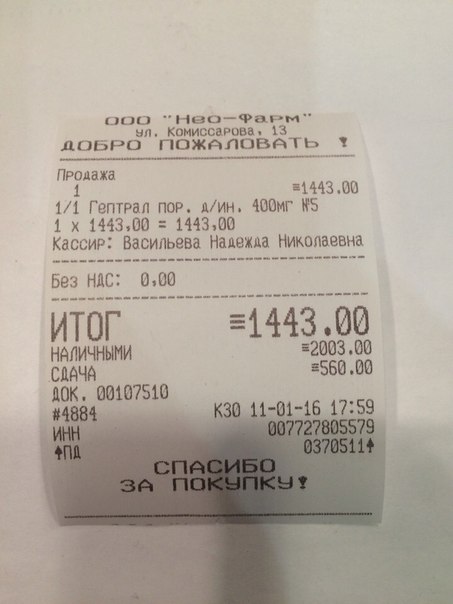 ООО "Нео-Фарм"
ул. Комиссарова, 13
ДОБРО ПОЖАЛОВАТЬ !
Продажа
1 ≡1443.00
1/1 Гептрал пор. д/ин. 400мг №5
1 x 1443,00 = 1443,00
Кассир: Васильева Надежда Николаевна
Без НДС: 0,00
ИТОГ ≡1443.00
НАЛИЧНЫМИ ≡2003.00
СДАЧА ≡560.00
ДОК. 00107510
#4884 КЗ0 11-01-16 17:59
ИНН 007727805579
↑ПД 0370511↑
СПАСИБО
ЗА ПОКУПКУ!